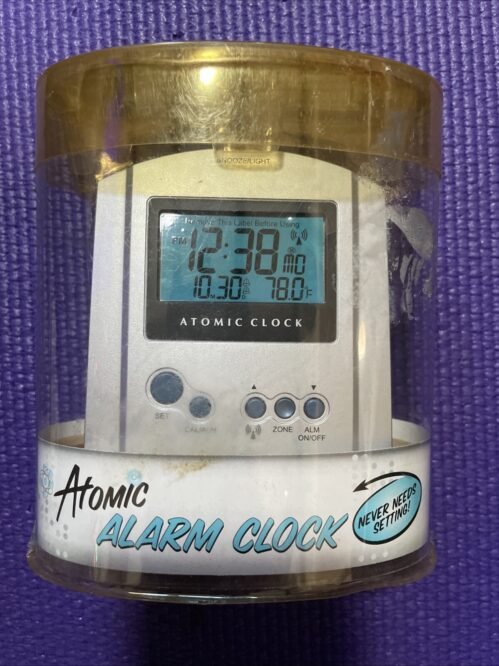 SNOOZE/LIGHT
Remove This Label Before Using
PM 12:38 MO
10.30 78.0°F
ATOMIC CLOCK
SET
CAL/ALM
ZONE
ALM
ON/OFF
ATOMIC
ALARM CLOCK
NEVER NEEDS
SETTING!